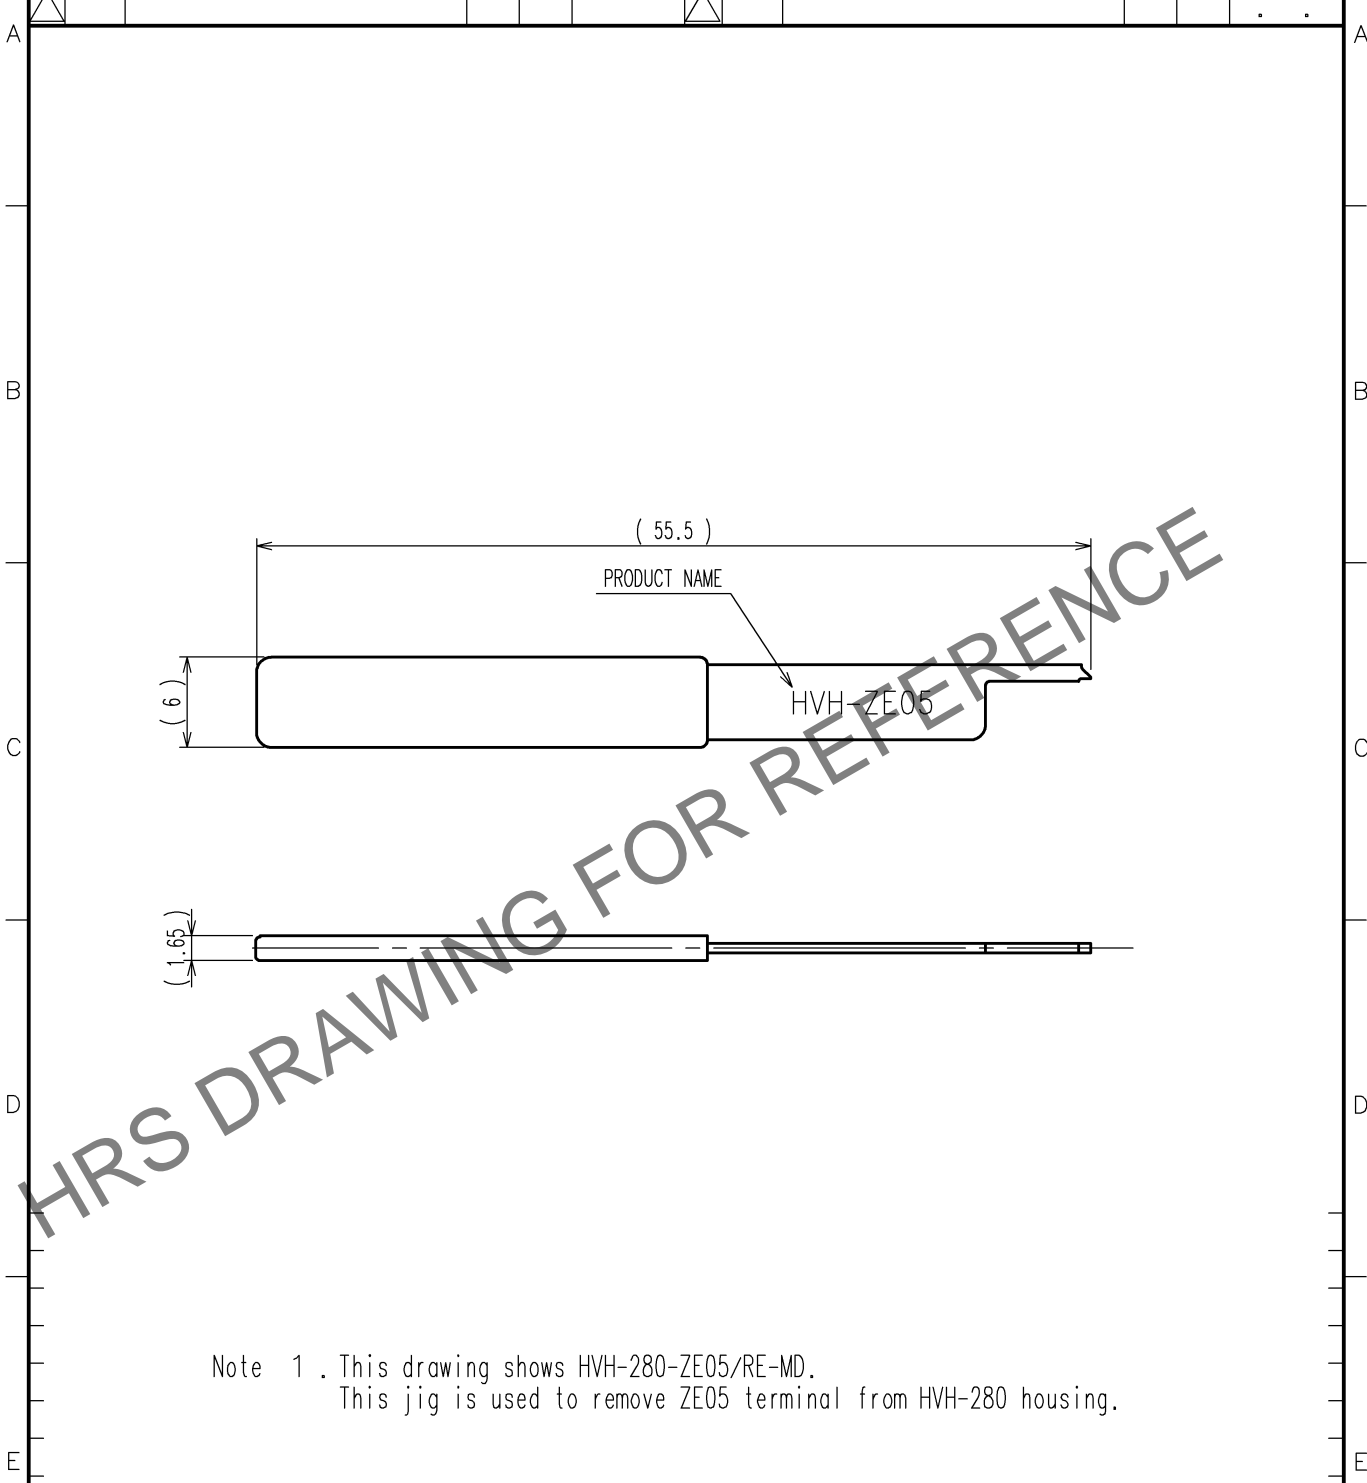 A A
B B
( 55.5 )
PRODUCT NAME
( 6 )
HVH-ZE05
C C
( 1.65 )
HRS DRAWING FOR REFERENCE
D D
Note 1 . This drawing shows HVH-280-ZE05/RE-MD.
This jig is used to remove ZE05 terminal from HVH-280 housing.
E E